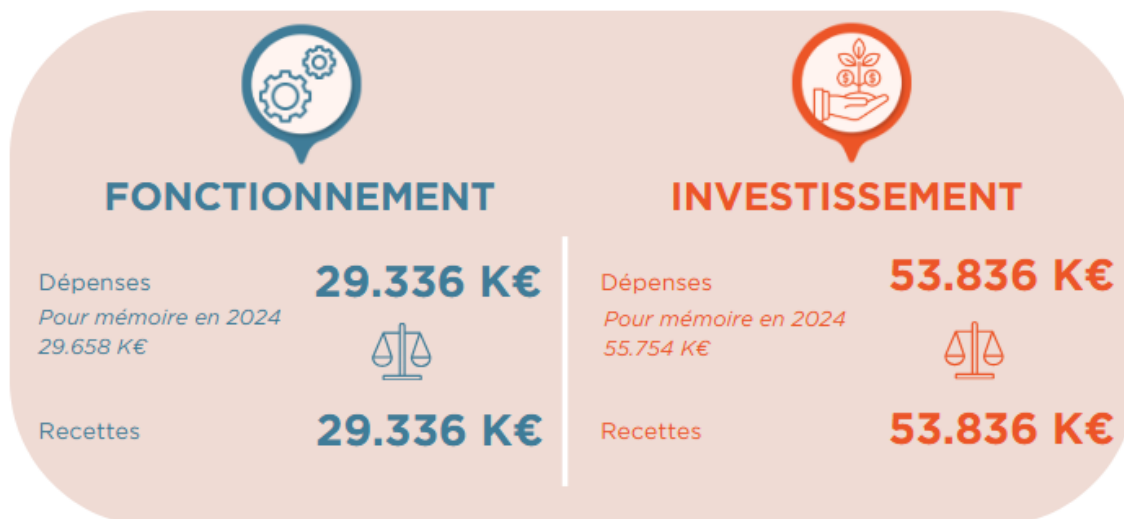 FONCTIONNEMENT
Dépenses
29.336 K€
Pour mémoire en 2024
29.658 K€
Recettes
29.336 K€
INVESTISSEMENT
Dépenses
53.836 K€
Pour mémoire en 2024
55.754 K€
Recettes
53.836 K€